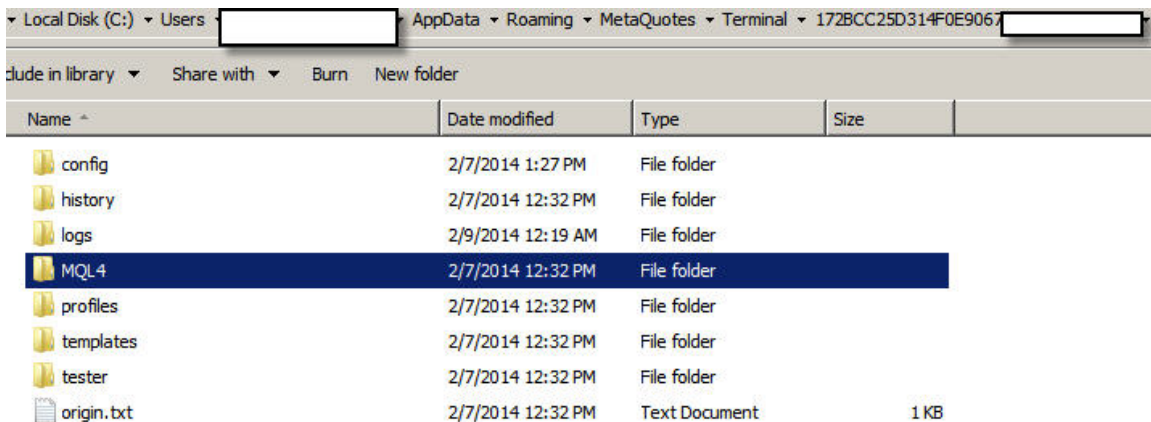 Local Disk (C:) Users AppData Roaming MetaQuotes Terminal 172BCC25D314F0E9067
clude in library Share with Burn New folder
Name Date modified Type Size
config 2/7/2014 1:27 PM File folder
history 2/7/2014 12:32 PM File folder
logs 2/9/2014 12:19 AM File folder
MQL4 2/7/2014 12:32 PM File folder
profiles 2/7/2014 12:32 PM File folder
templates 2/7/2014 12:32 PM File folder
tester 2/7/2014 12:32 PM File folder
origin.txt 2/7/2014 12:32 PM Text Document 1 KB